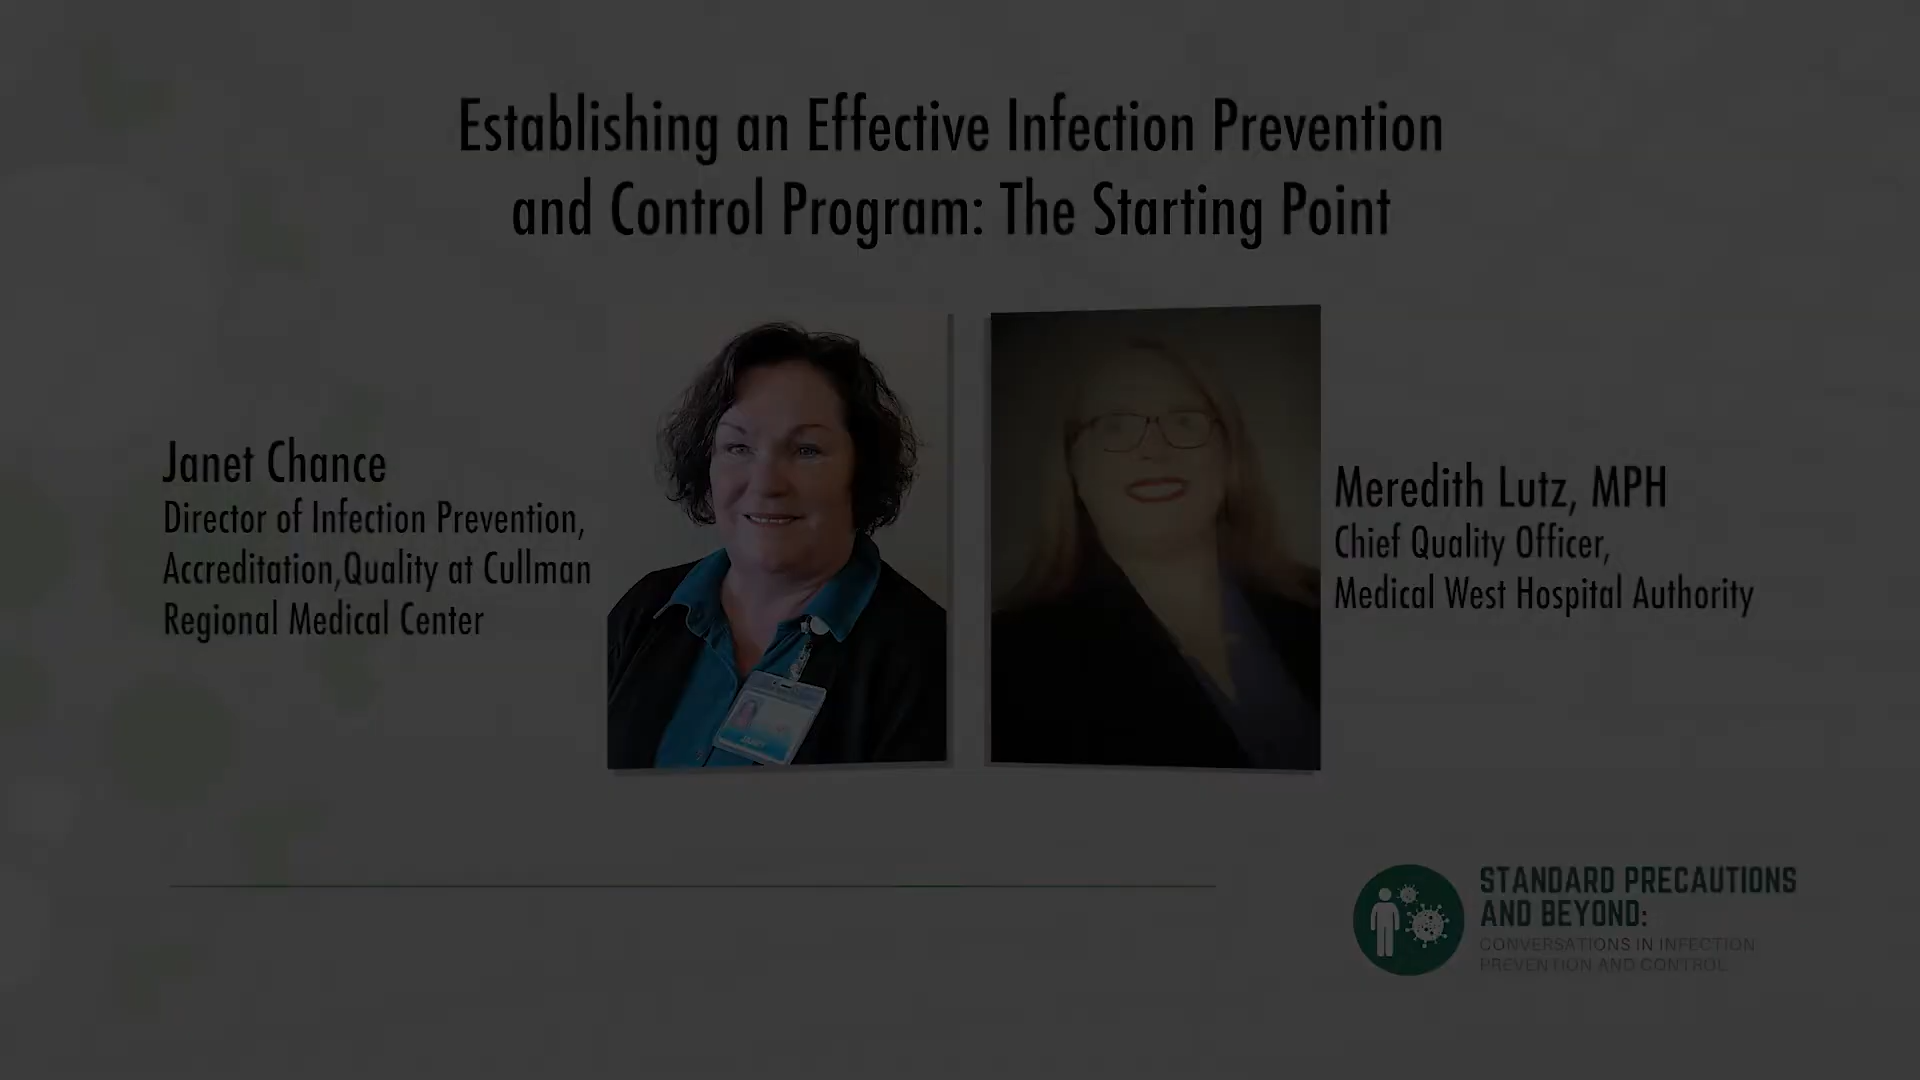 Establishing an Effective Infection Prevention
and Control Program: The Starting Point
Janet Chance
Director of Infection Prevention,
Accreditation,Quality at Cullman
Regional Medical Center
JANET
Meredith Lutz, MPH
Chief Quality Officer,
Medical West Hospital Authority
STANDARD PRECAUTIONS
AND BEYOND:
CONVERSATIONS IN INFECTION
PREVENTION AND CONTROL